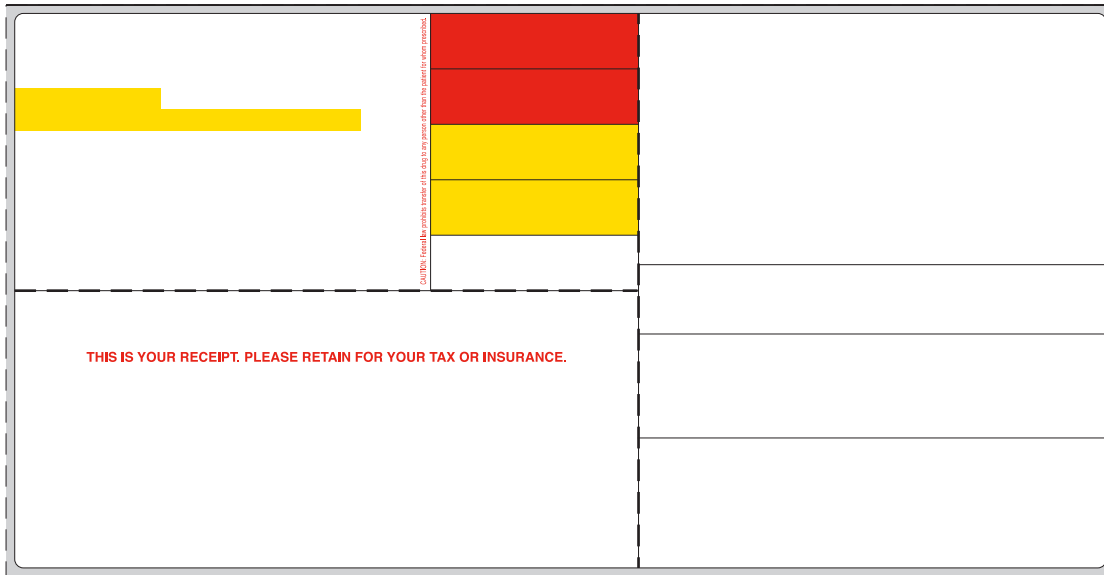 CAUTION: Federal law prohibits transfer of this drug to any person other than the patient for whom prescribed.
THIS IS YOUR RECEIPT. PLEASE RETAIN FOR YOUR TAX OR INSURANCE.